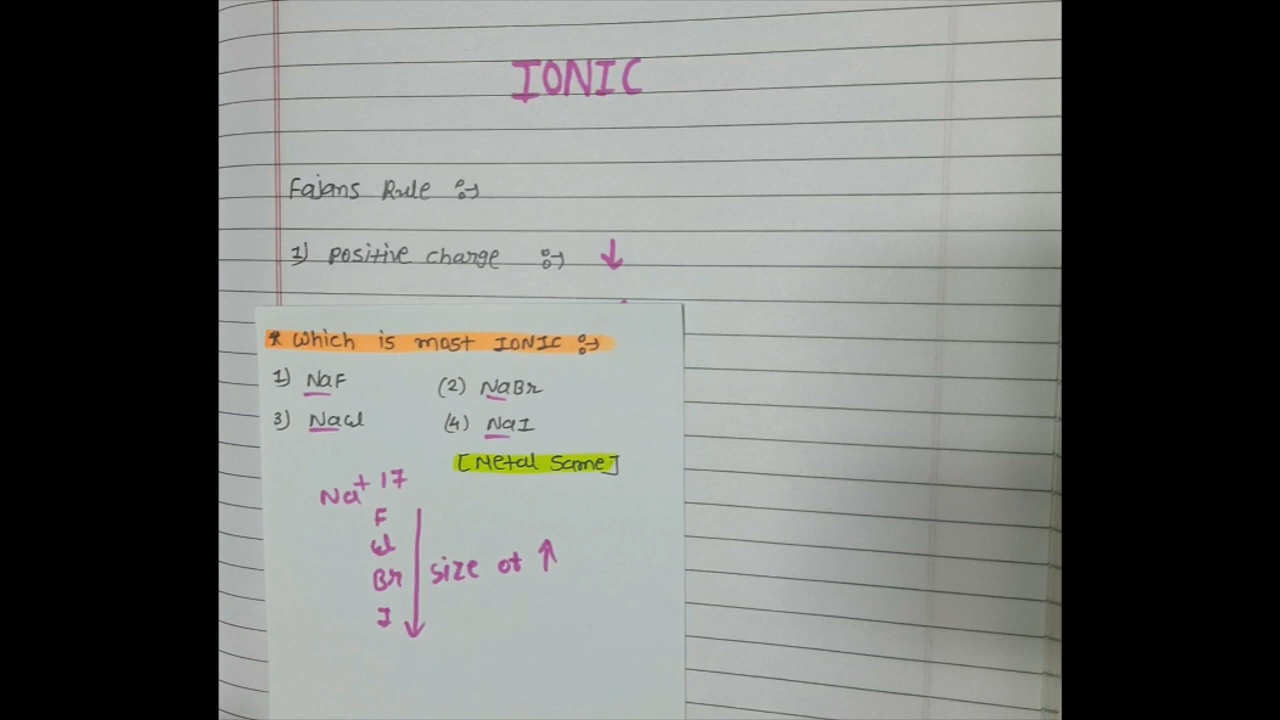 IONIC
Fajans Rule :→
1) positive charge :→ ↓
* Which is most IONIC :→
1) NaF (2) NaBr
3) NaCl (4) NaI
[Metal Same]
Na+ 17
F
Cl
Br
I
size of ↑